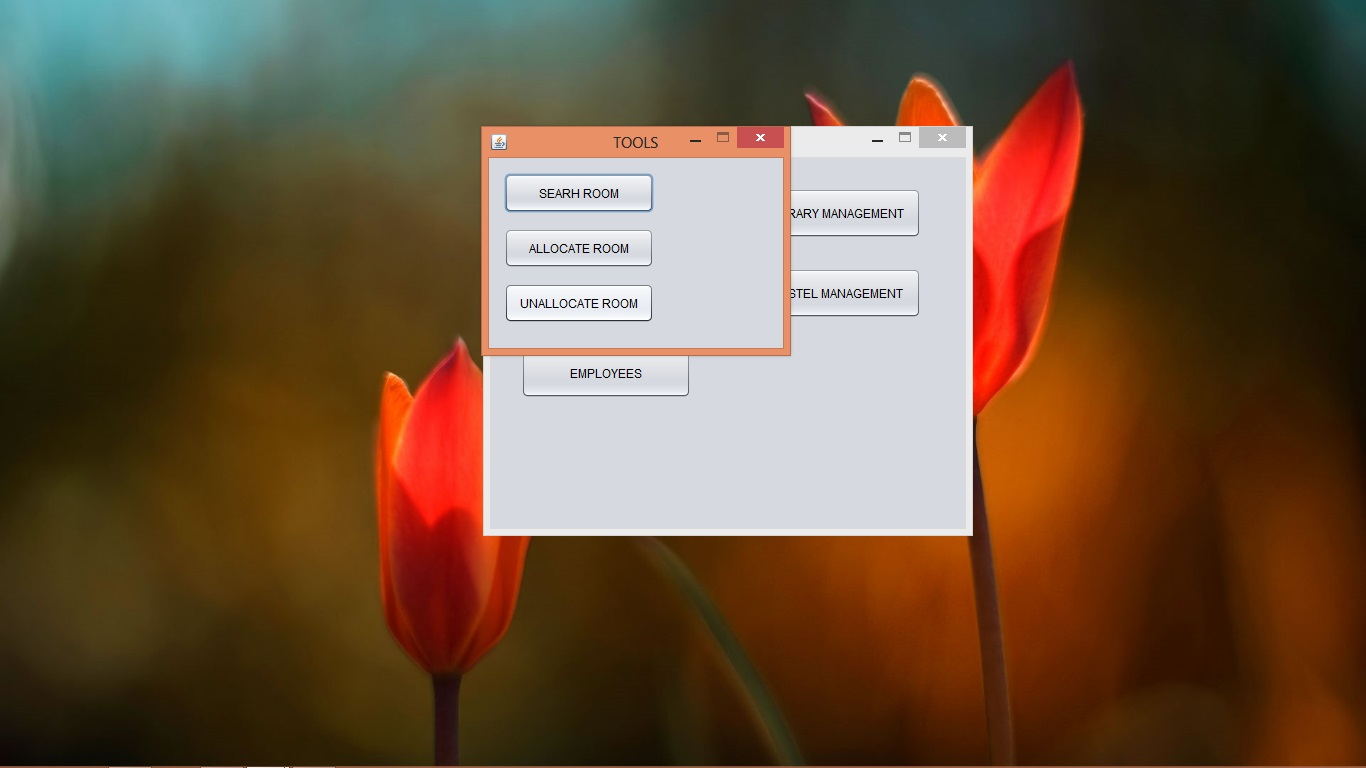 TOOLS
SEARH ROOM
ALLOCATE ROOM
UNALLOCATE ROOM
RARY MANAGEMENT
STEL MANAGEMENT
EMPLOYEES